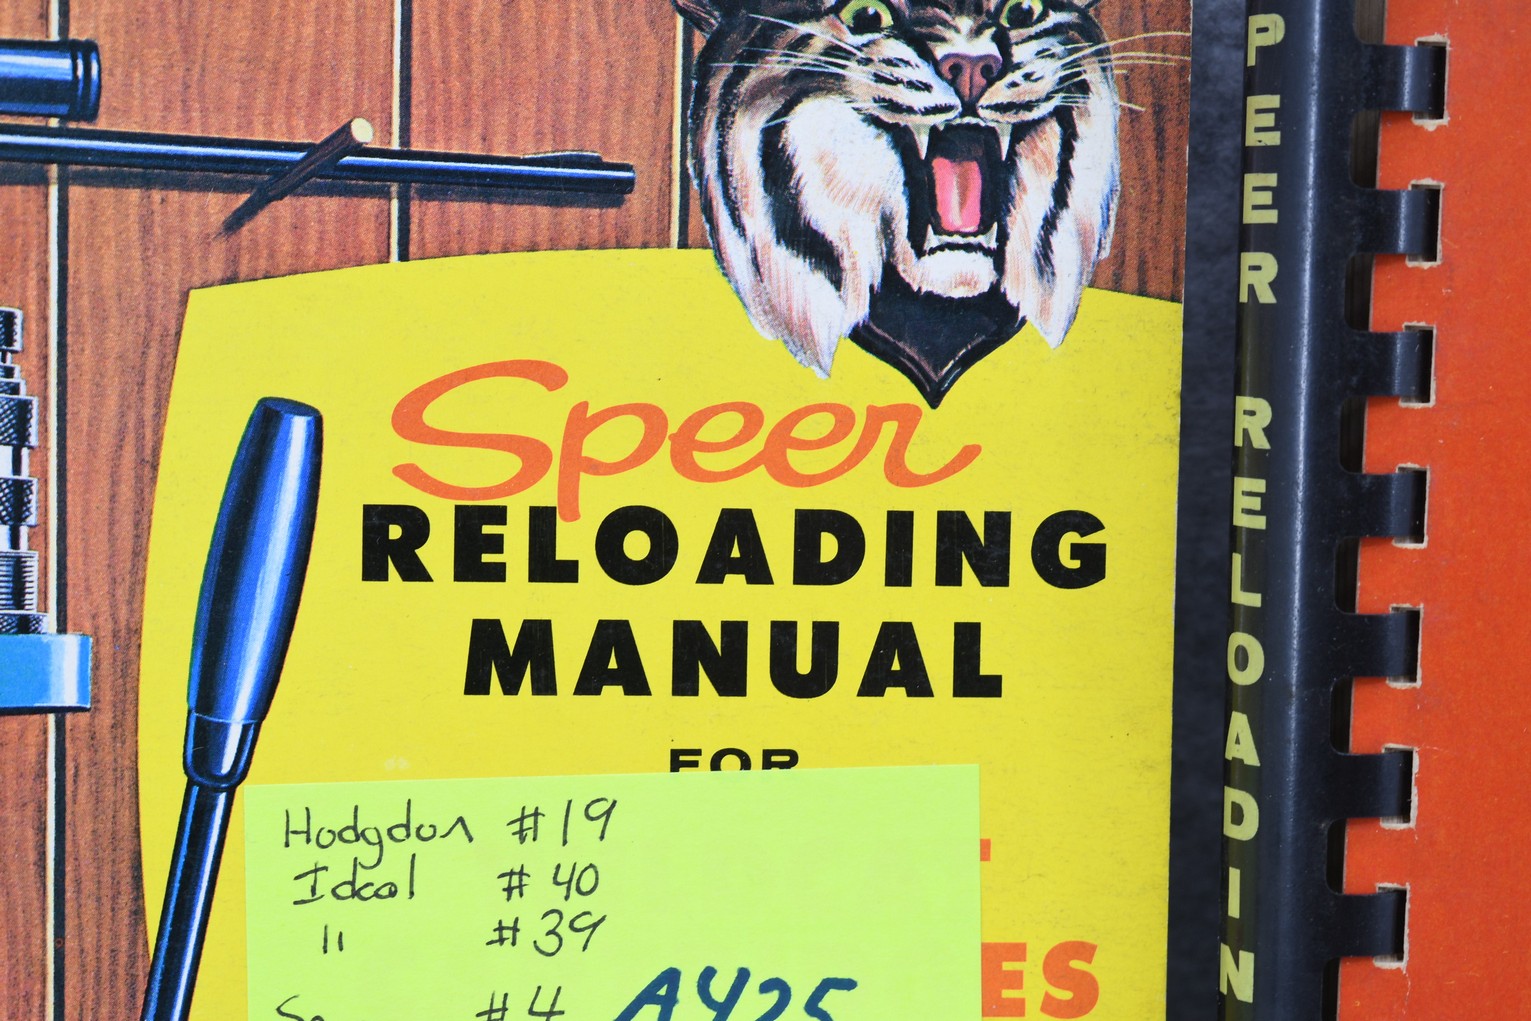 Speer
RELOADING
MANUAL
FOR
ES
Hodgdon #19
Ideal #40
" #39
#4
A425
PEER RELOADIN